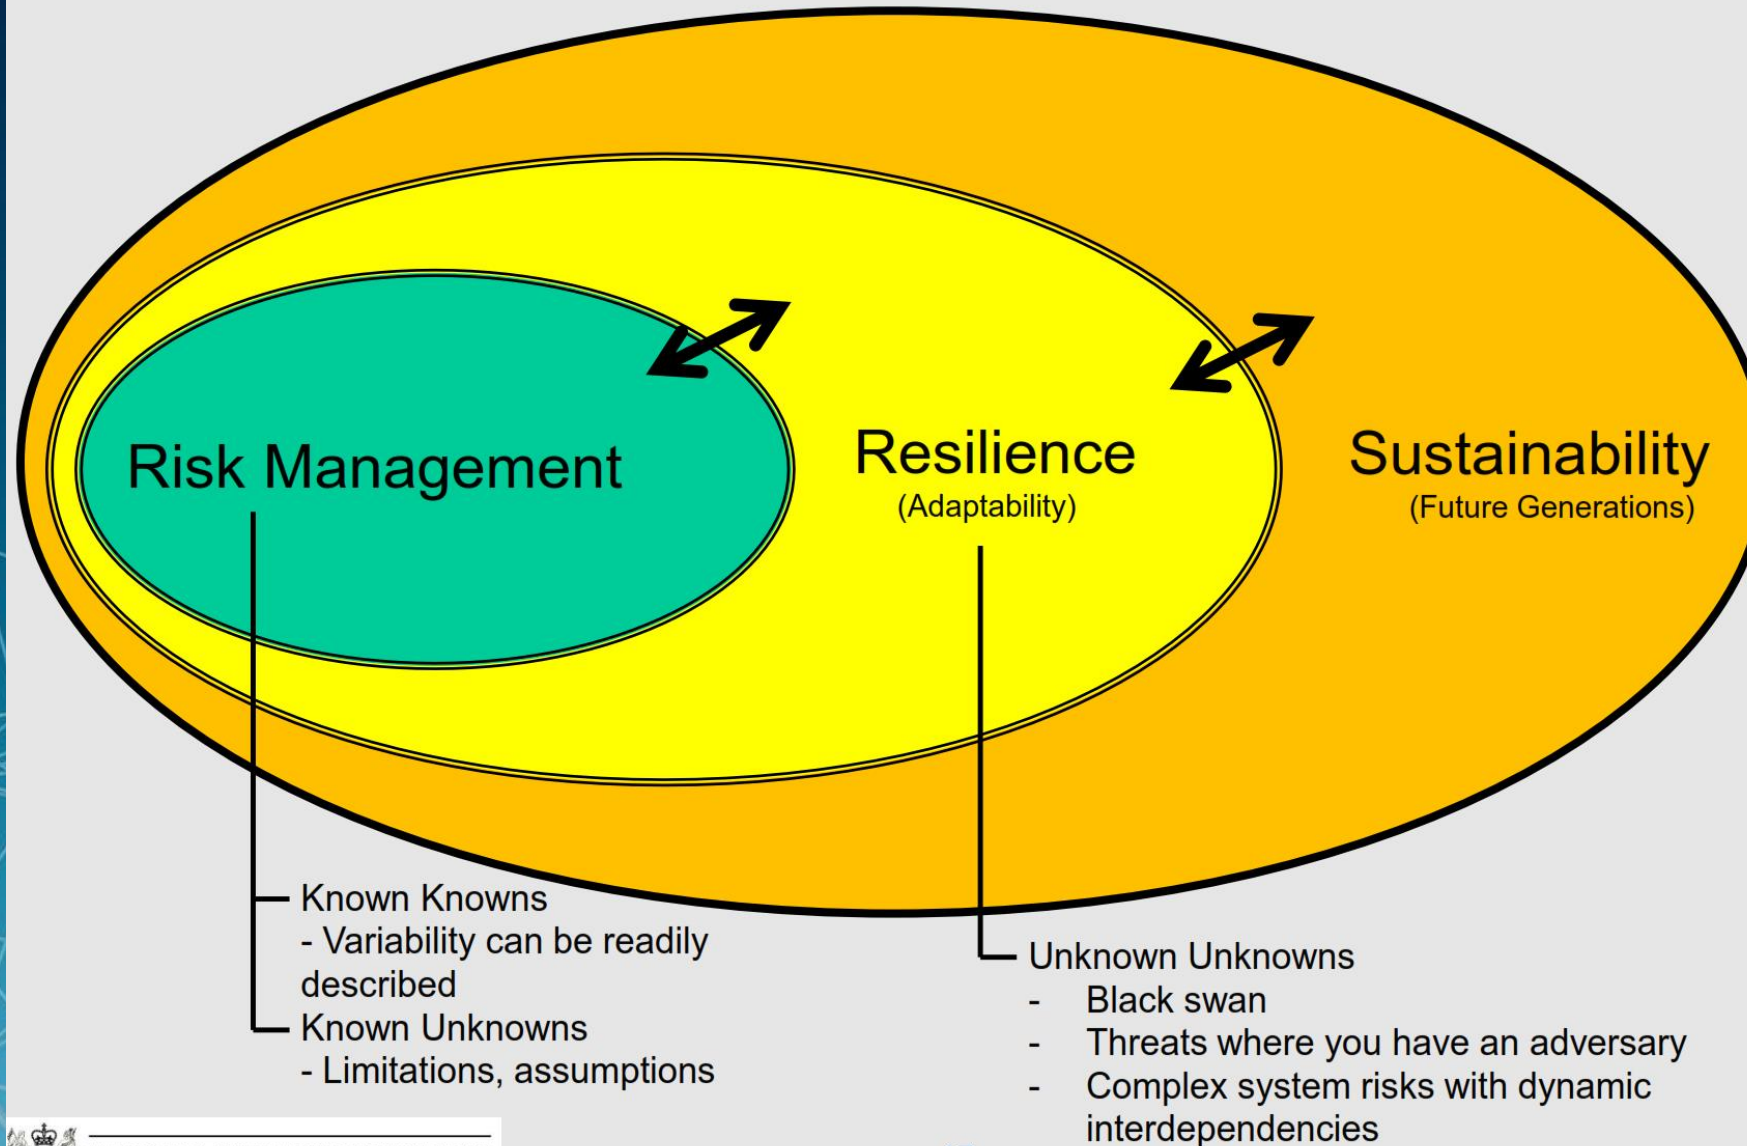 Risk Management
Resilience
(Adaptability)
Sustainability
(Future Generations)
Known Knowns
- Variability can be readily
described
Known Unknowns
- Limitations, assumptions
Unknown Unknowns
- Black swan
- Threats where you have an adversary
- Complex system risks with dynamic
interdependencies